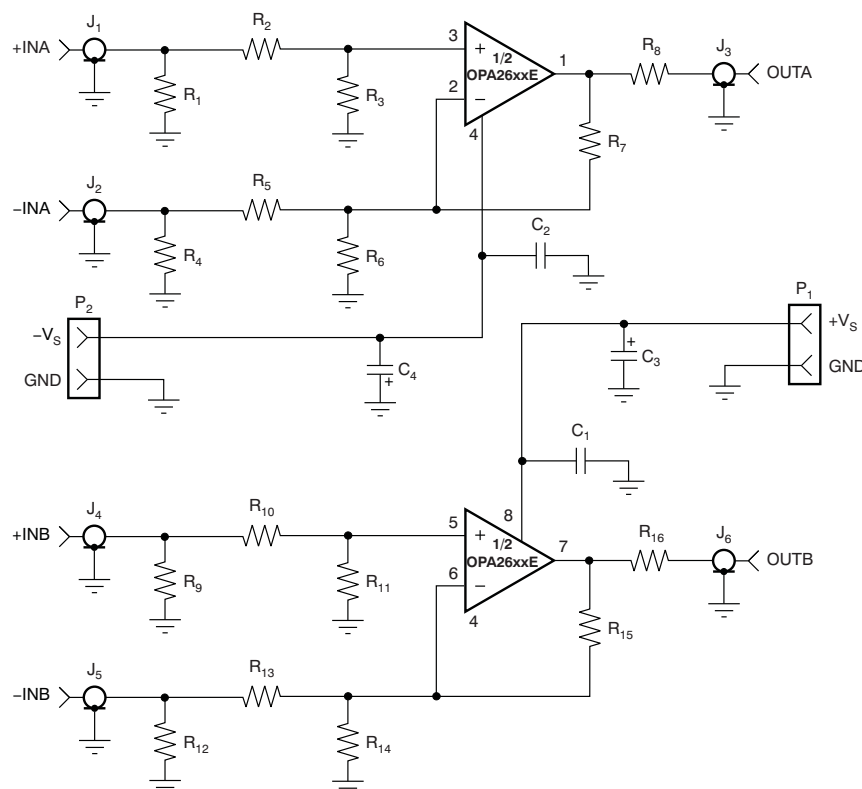 +INA
J1
R1
R2
R3
3
+
2
−
4
1/2
OPA26xxE
1
R8
J3
OUTA
R7
−INA
J2
R4
R5
R6
C2
P2
−VS
GND
C4
+
P1
+VS
GND
+
C3
C1
+INB
J4
R9
R10
R11
5
+
6
−
4
8
1/2
OPA26xxE
7
R16
J6
OUTB
R15
−INB
J5
R12
R13
R14